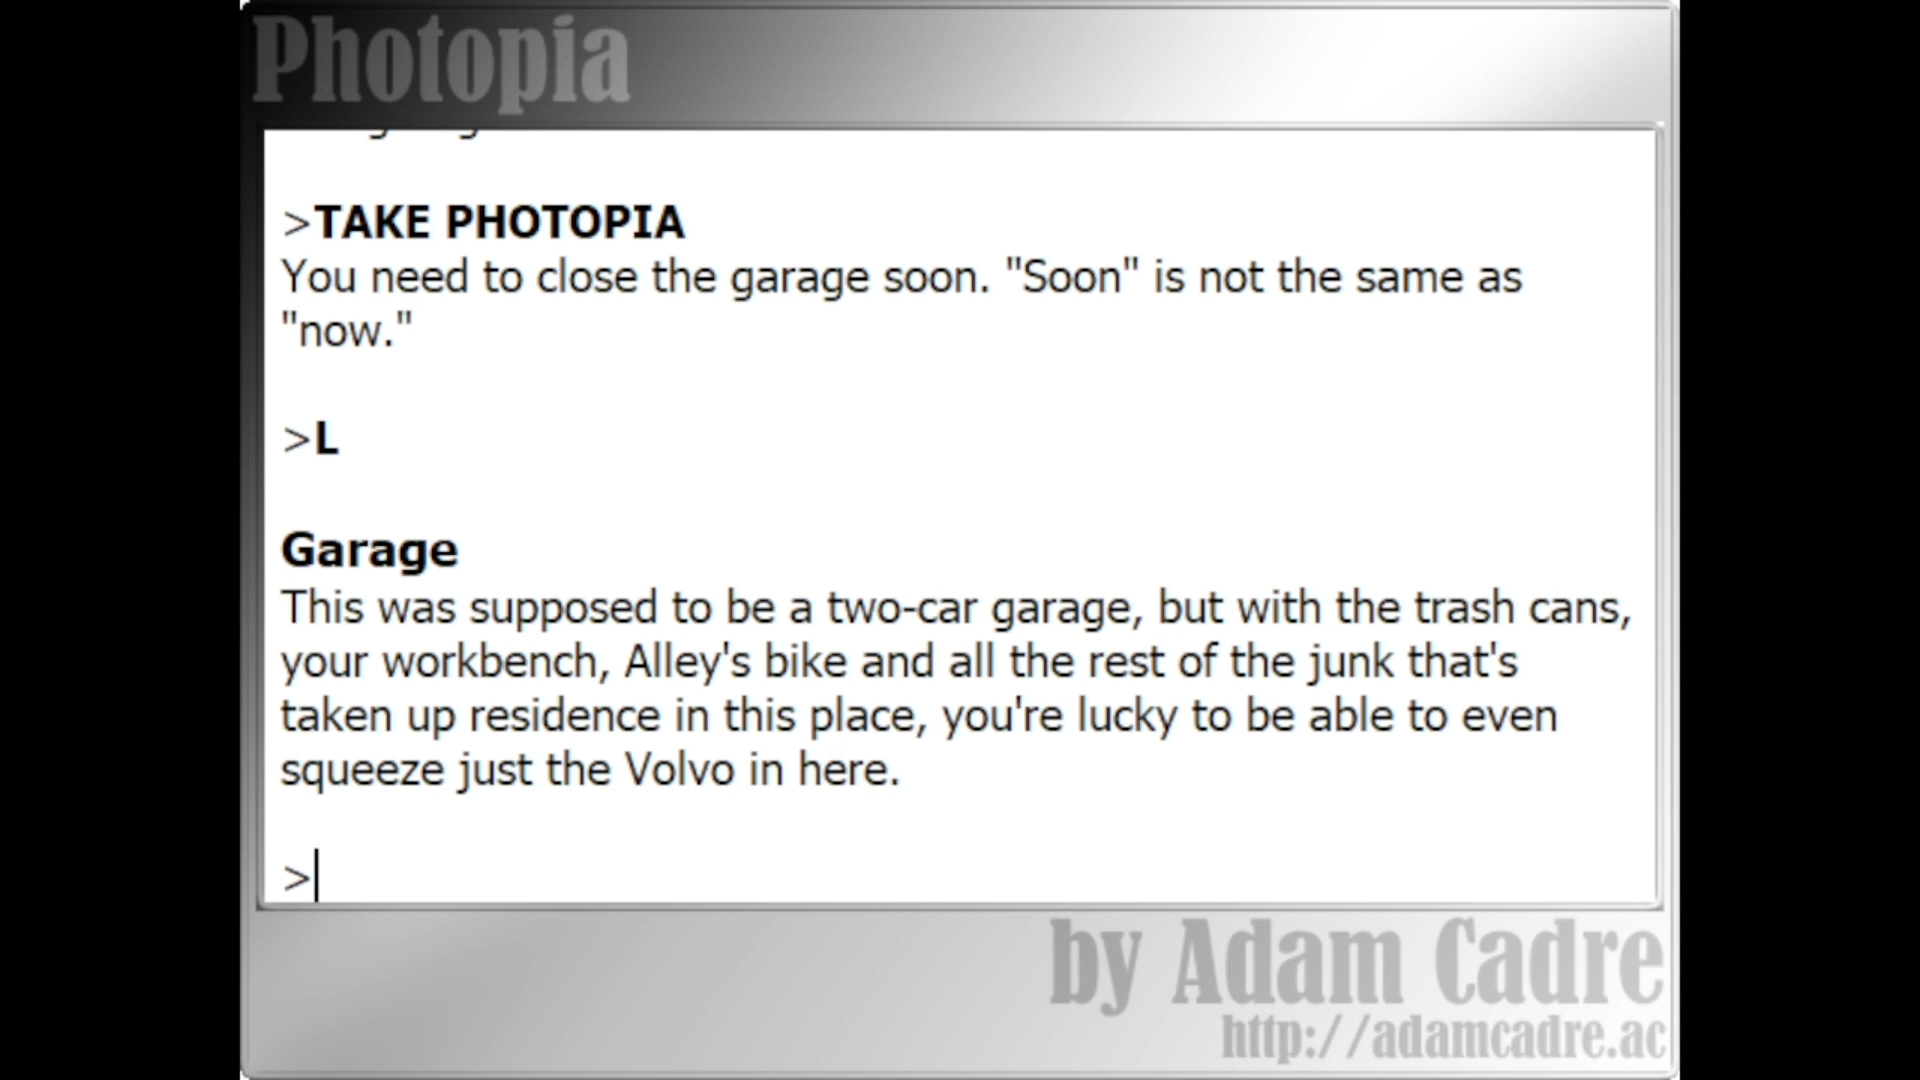 Photopia
>TAKE PHOTOPIA
You need to close the garage soon. "Soon" is not the same as
"now."
>L
Garage
This was supposed to be a two-car garage, but with the trash cans,
your workbench, Alley's bike and all the rest of the junk that's
taken up residence in this place, you're lucky to be able to even
squeeze just the Volvo in here.
>
by Adam Cadre
http://adamcadre.ac